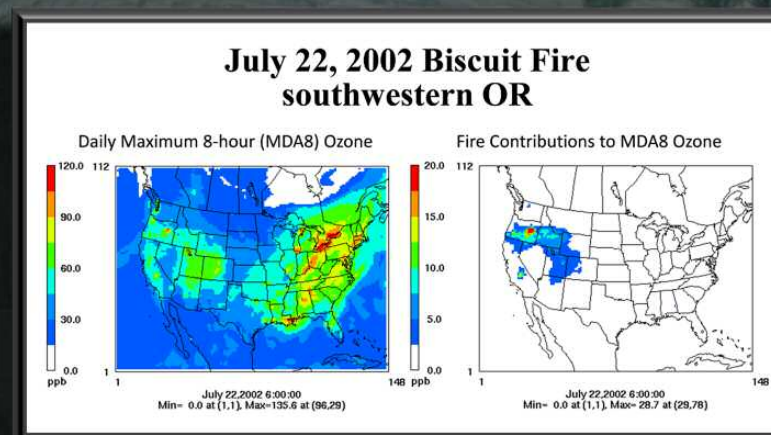 July 22, 2002 Biscuit Fire
southwestern OR
Daily Maximum 8-hour (MDA8) Ozone
120.0
90.0
60.0
30.0
0.0
ppb
112
1
1
148
July 22,2002 6:00:00
Min= 0.0 at (1,1), Max=135.6 at (96,29)
Fire Contributions to MDA8 Ozone
20.0
15.0
10.0
5.0
0.0
ppb
112
1
1
148
July 22,2002 6:00:00
Min= 0.0 at (1,1), Max= 28.7 at (29,78)